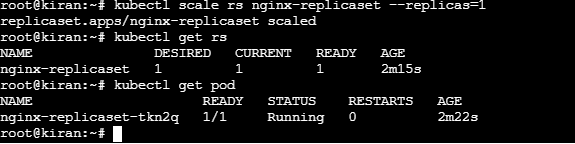 root@kiran:~# kubectl scale rs nginx-replicaset --replicas=1
replicaset.apps/nginx-replicaset scaled
root@kiran:~# kubectl get rs
NAME DESIRED CURRENT READY AGE
nginx-replicaset 1 1 1 2m15s
root@kiran:~# kubectl get pod
NAME READY STATUS RESTARTS AGE
nginx-replicaset-tkn2q 1/1 Running 0 2m22s
root@kiran:~#